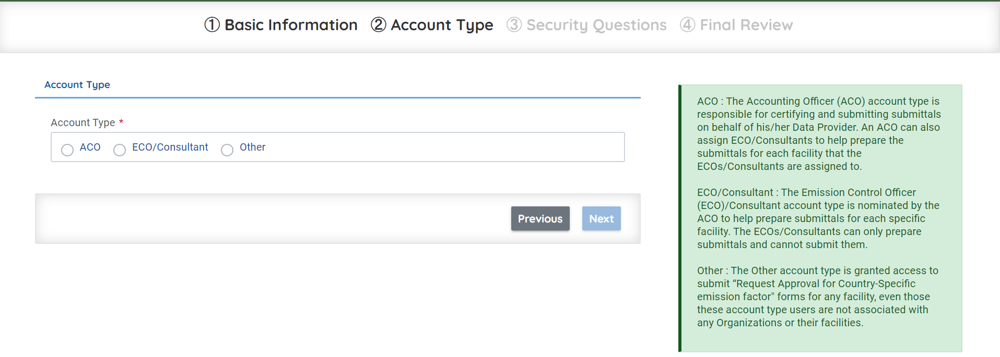 ① Basic Information ② Account Type ③ Security Questions ④ Final Review
Account Type
Account Type *
ACO ECO/Consultant Other
Previous Next
ACO : The Accounting Officer (ACO) account type is
responsible for certifying and submitting submittals
on behalf of his/her Data Provider. An ACO can also
assign ECO/Consultants to help prepare the
submittals for each facility that the
ECOs/Consultants are assigned to.
ECO/Consultant : The Emission Control Officer
(ECO)/Consultant account type is nominated by the
ACO to help prepare submittals for each specific
facility. The ECOs/Consultants can only prepare
submittals and cannot submit them.
Other : The Other account type is granted access to
submit “Request Approval for Country-Specific
emission factor" forms for any facility, even those
these account type users are not associated with
any Organizations or their facilities.